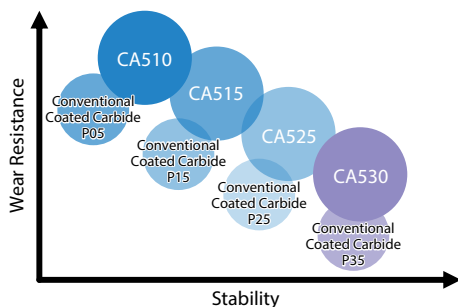 Wear Resistance
CA510
CA515
CA525
CA530
Conventional
Coated Carbide
P05
Conventional
Coated Carbide
P15
Conventional
Coated Carbide
P25
Conventional
Coated Carbide
P35
Stability